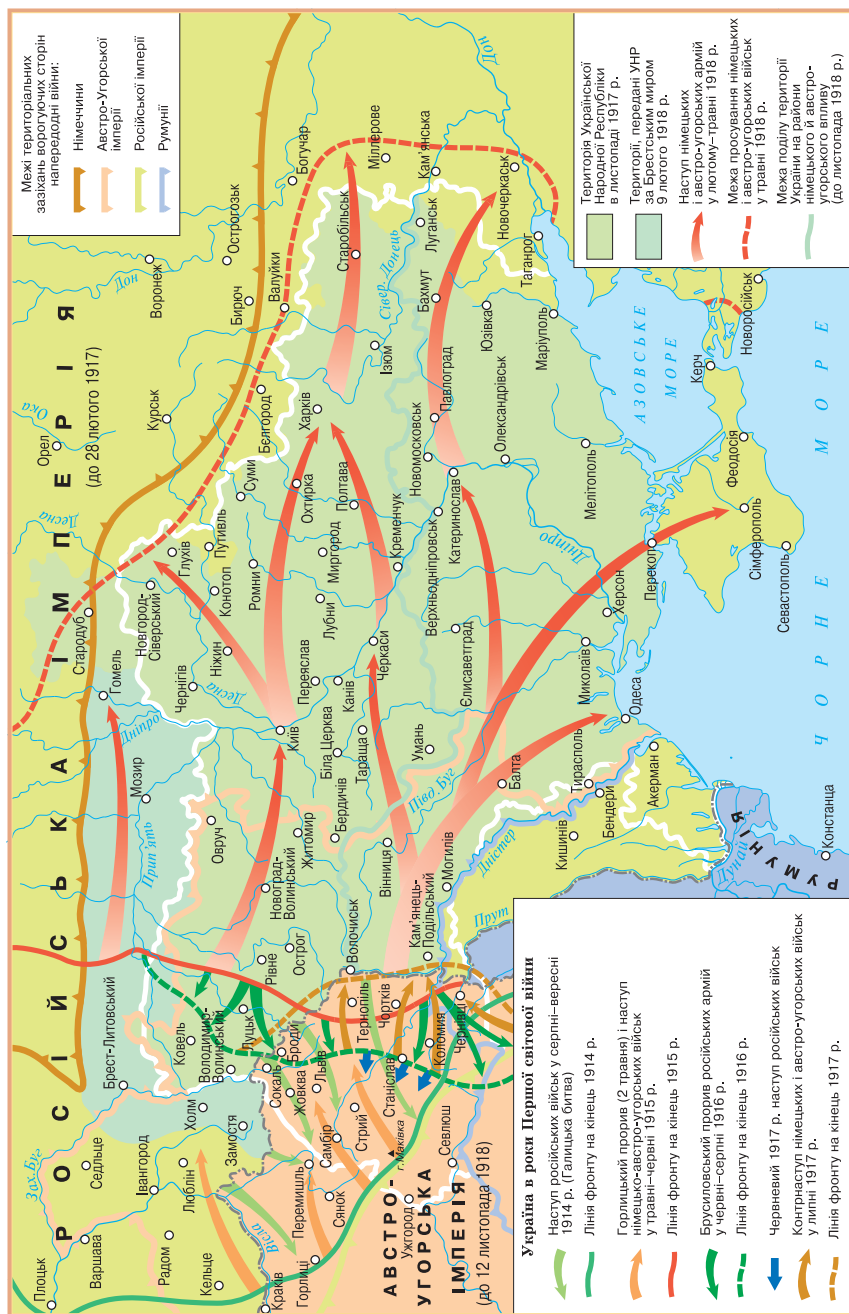 Межі територіальних
зазіхань ворогуючих сторін
напередодні війни:
Німеччини
Австро-Угорської
імперії
Російської імперії
Румунії
Територія Української
Народної Республіки
в листопаді 1917 р.
Території, передані УНР
за Брестським миром
9 лютого 1918 р.
Наступ німецьких
і австро-угорських армій
у лютому–травні 1918 р.
Межа просування німецьких
і австро-угорських військ
у травні 1918 р.
Межа поділу території
України на райони
німецького й австро-
угорського впливу
(до листопада 1918 р.)
Україна в роки Першої світової війни
Наступ російських військ у серпні–вересні
1914 р. (Галицька битва)
Лінія фронту на кінець 1914 р.
Горлицький прорив (2 травня) і наступ
німецько-австро-угорських військ
у травні–червні 1915 р.
Лінія фронту на кінець 1915 р.
Брусиловський прорив російських армій
у червні–серпні 1916 р.
Лінія фронту на кінець 1916 р.
Червневий 1917 р. наступ російських військ
Контрнаступ німецьких і австро-угорських військ
у липні 1917 р.
Лінія фронту на кінець 1917 р.
РОСІЙСЬКА ІМПЕРІЯ
(до 28 лютого 1917)
АВСТРО-
УГОРСЬКА
ІМПЕРІЯ
(до 12 листопада 1918)
РУМУНІЯ
ЧОРНЕ МОРЕ
АЗОВСЬКЕ
МОРЕ
Плоцьк
Варшава
Седльце
Зах.Буг
Радом
Івангород
Люблін
Кельце
Холм
Замостя
Краків
Вісла
Горлиці
Перемишль
Сянок
Самбір
Стрий
г.Маківка
Ужгород
Севлюш
Станіслав
Коломия
Чернівці
Чортків
Тернопіль
Львів
Жовква
Сокаль
Броди
Брест-Литовський
Ковель
Володимир-
Волинський
Луцьк
Рівне
Острог
Волочиськ
Кам'янець-
Подільський
Могилів
Вінниця
Новоград-
Волинський
Житомир
Бердичів
Овруч
Мозир
Прип'ять
Гомель
Дніпро
Стародуб
Новгород-
Сіверський
Чернігів
Десна
Ніжин
Київ
Переяслав
Канів
Біла Церква
Тараща
Умань
Черкаси
Півд. Буг
Балта
Тирасполь
Бендери
Кишинів
Акерман
Дністер
Прут
Дунай
Констанца
Одеса
Миколаїв
Херсон
Єлисаветград
Верхньодніпровськ
Катеринослав
Кременчук
Лубни
Миргород
Ромни
Конотоп
Путивль
Глухів
Десна
Суми
Охтирка
Полтава
Харків
Бєлгород
Курськ
Орел
Ока
Бирюч
Валуйки
Острогозьк
Воронеж
Дон
Богучар
Старобільськ
Міллерове
Кам'янська
Луганськ
Сівер. Донець
Ізюм
Бахмут
Павлоград
Новомосковськ
Олександрівськ
Юзівка
Маріуполь
Таганрог
Новочеркаськ
Дон
Мелітополь
Дніпро
Перекоп
Сімферополь
Севастополь
Феодосія
Керч
Новоросійськ